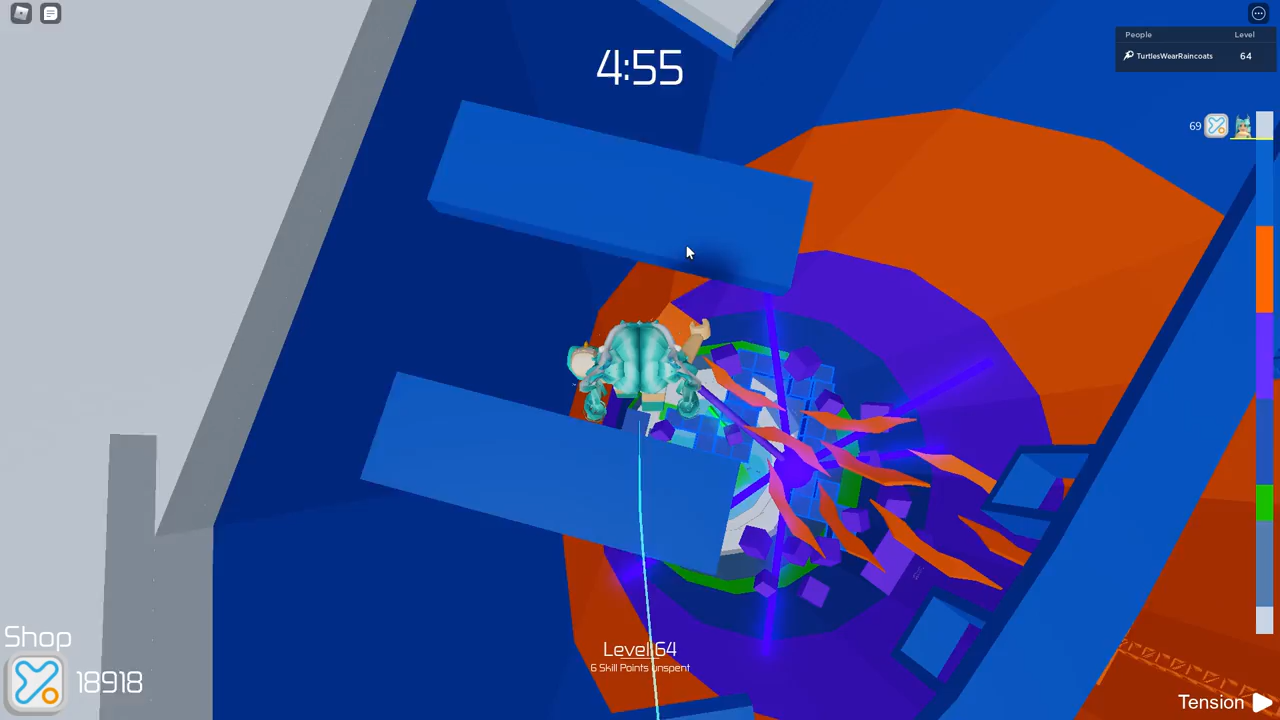 4:55
People Level
TurtlesWearRaincoats 64
69
Level 64
6 Skill Points unspent
Shop
18918
Tension